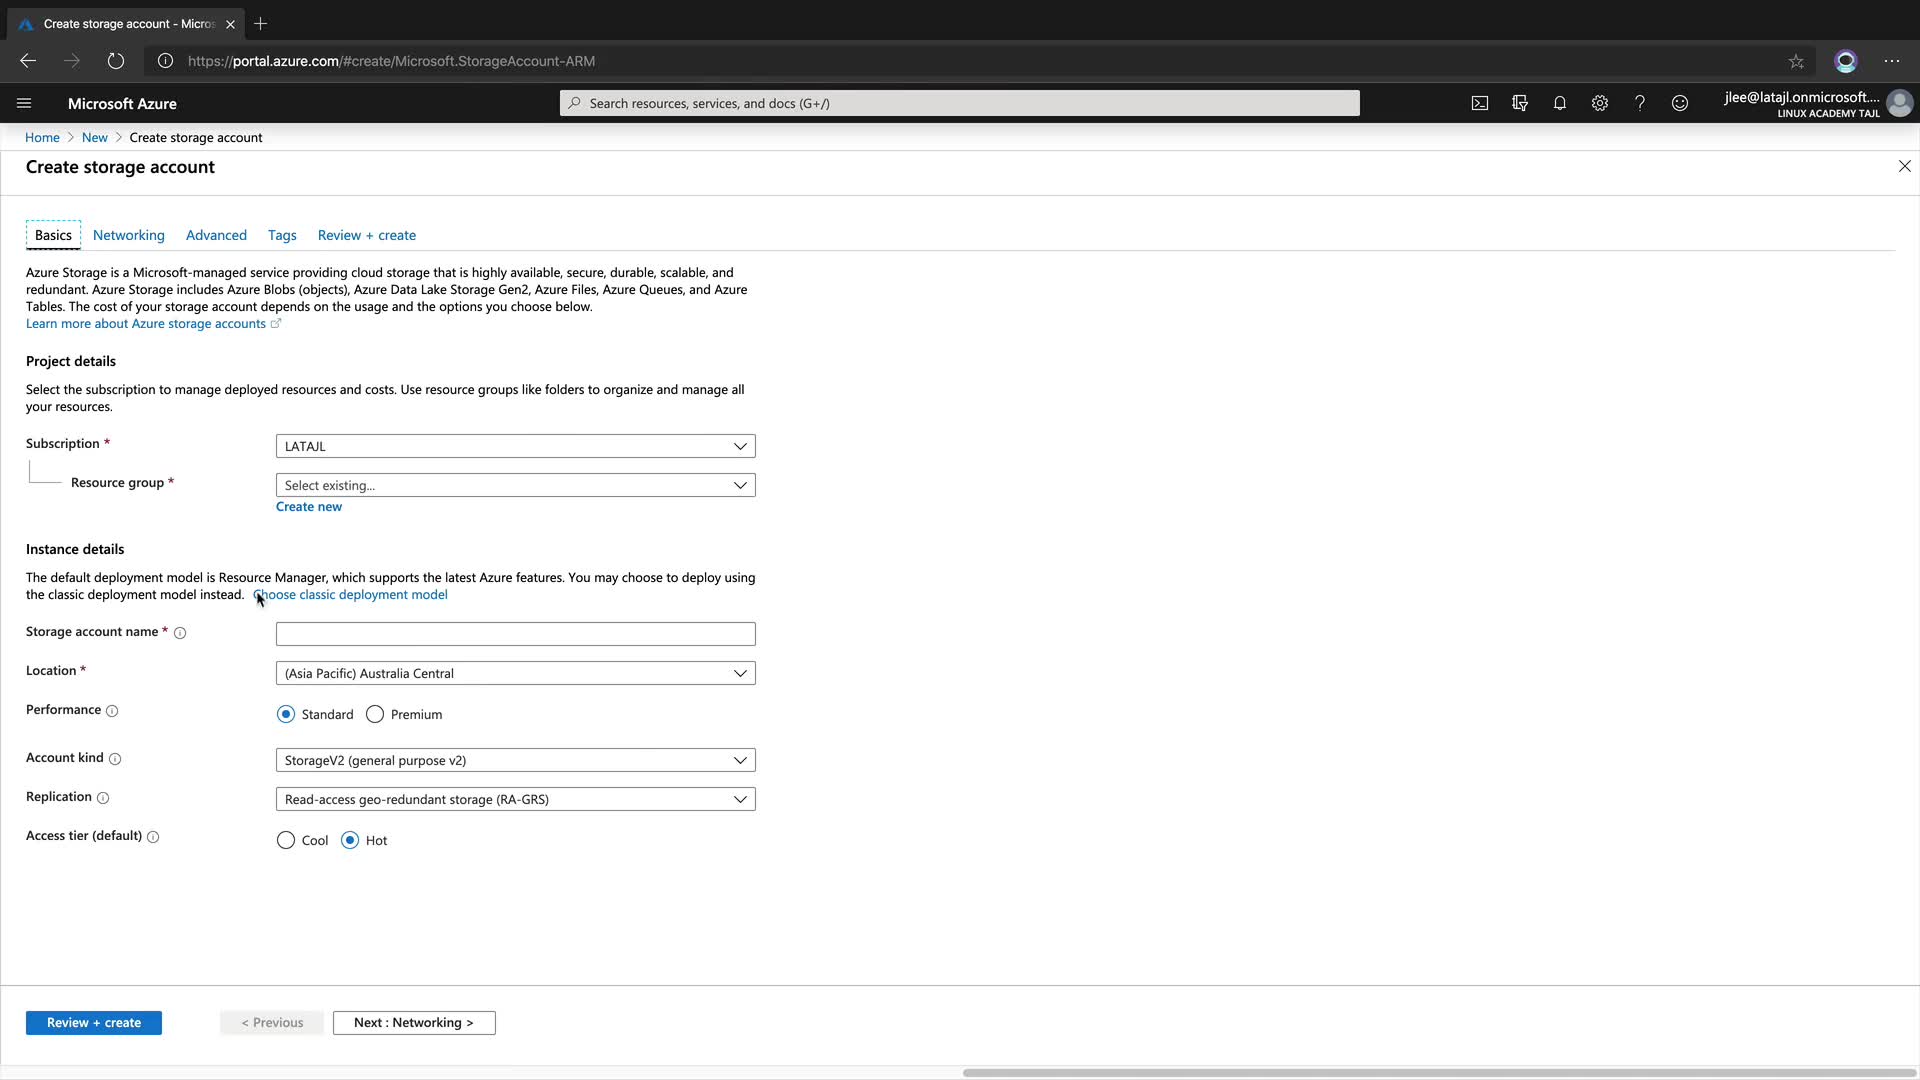 Create storage account - Micros
https://portal.azure.com/#create/Microsoft.StorageAccount-ARM
Microsoft Azure
Search resources, services, and docs (G+/)
jlee@latajl.onmicrosoft....
LINUX ACADEMY TAJL
Home > New > Create storage account
Create storage account
Basics Networking Advanced Tags Review + create
Azure Storage is a Microsoft-managed service providing cloud storage that is highly available, secure, durable, scalable, and
redundant. Azure Storage includes Azure Blobs (objects), Azure Data Lake Storage Gen2, Azure Files, Azure Queues, and Azure
Tables. The cost of your storage account depends on the usage and the options you choose below.
Learn more about Azure storage accounts
Project details
Select the subscription to manage deployed resources and costs. Use resource groups like folders to organize and manage all
your resources.
Subscription * LATAJL
Resource group * Select existing...
Create new
Instance details
The default deployment model is Resource Manager, which supports the latest Azure features. You may choose to deploy using
the classic deployment model instead. Choose classic deployment model
Storage account name *
Location * (Asia Pacific) Australia Central
Performance Standard Premium
Account kind StorageV2 (general purpose v2)
Replication Read-access geo-redundant storage (RA-GRS)
Access tier (default) Cool Hot
Review + create < Previous Next : Networking >